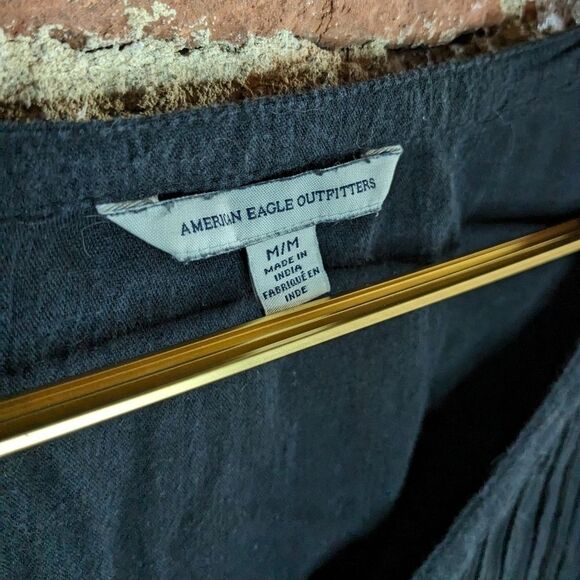 AMERICAN EAGLE OUTFITTERS
M/M
MADE IN
INDIA
FABRIQUÉ EN
INDE